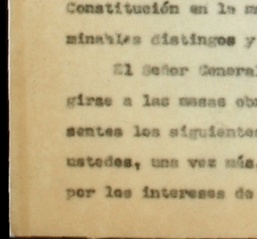 Constitución en la m
minables distingos y
El Señor General
girse a las masas ob
sentes los siguientes
ustedes, una vez más
por los intereses de